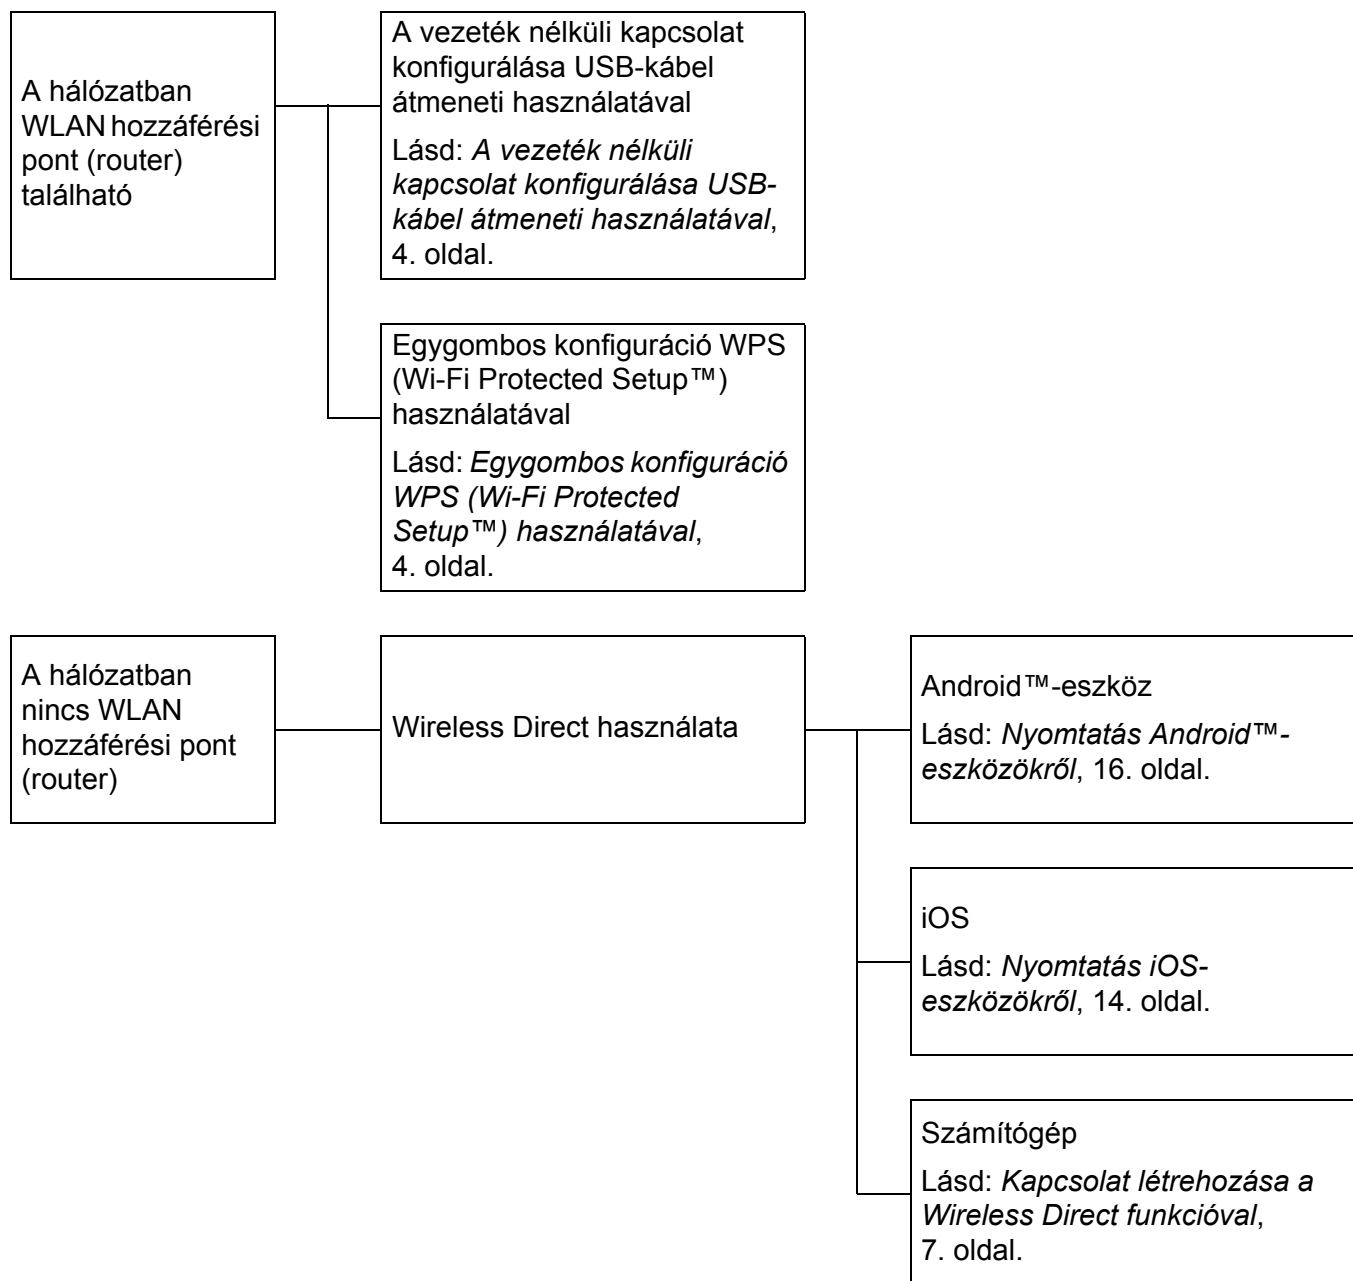 A hálózatban
WLAN hozzáférési
pont (router)
található
A vezeték nélküli kapcsolat
konfigurálása USB-kábel
átmeneti használatával
Lásd: A vezeték nélküli
kapcsolat konfigurálása USB-
kábel átmeneti használatával,
4. oldal.
Egygombos konfiguráció WPS
(Wi-Fi Protected Setup™)
használatával
Lásd: Egygombos konfiguráció
WPS (Wi-Fi Protected
Setup™) használatával,
4. oldal.
A hálózatban
nincs WLAN
hozzáférési pont
(router)
Wireless Direct használata
Android™-eszköz
Lásd: Nyomtatás Android™-
eszközökről, 16. oldal.
iOS
Lásd: Nyomtatás iOS-
eszközökről, 14. oldal.
Számítógép
Lásd: Kapcsolat létrehozása a
Wireless Direct funkcióval,
7. oldal.